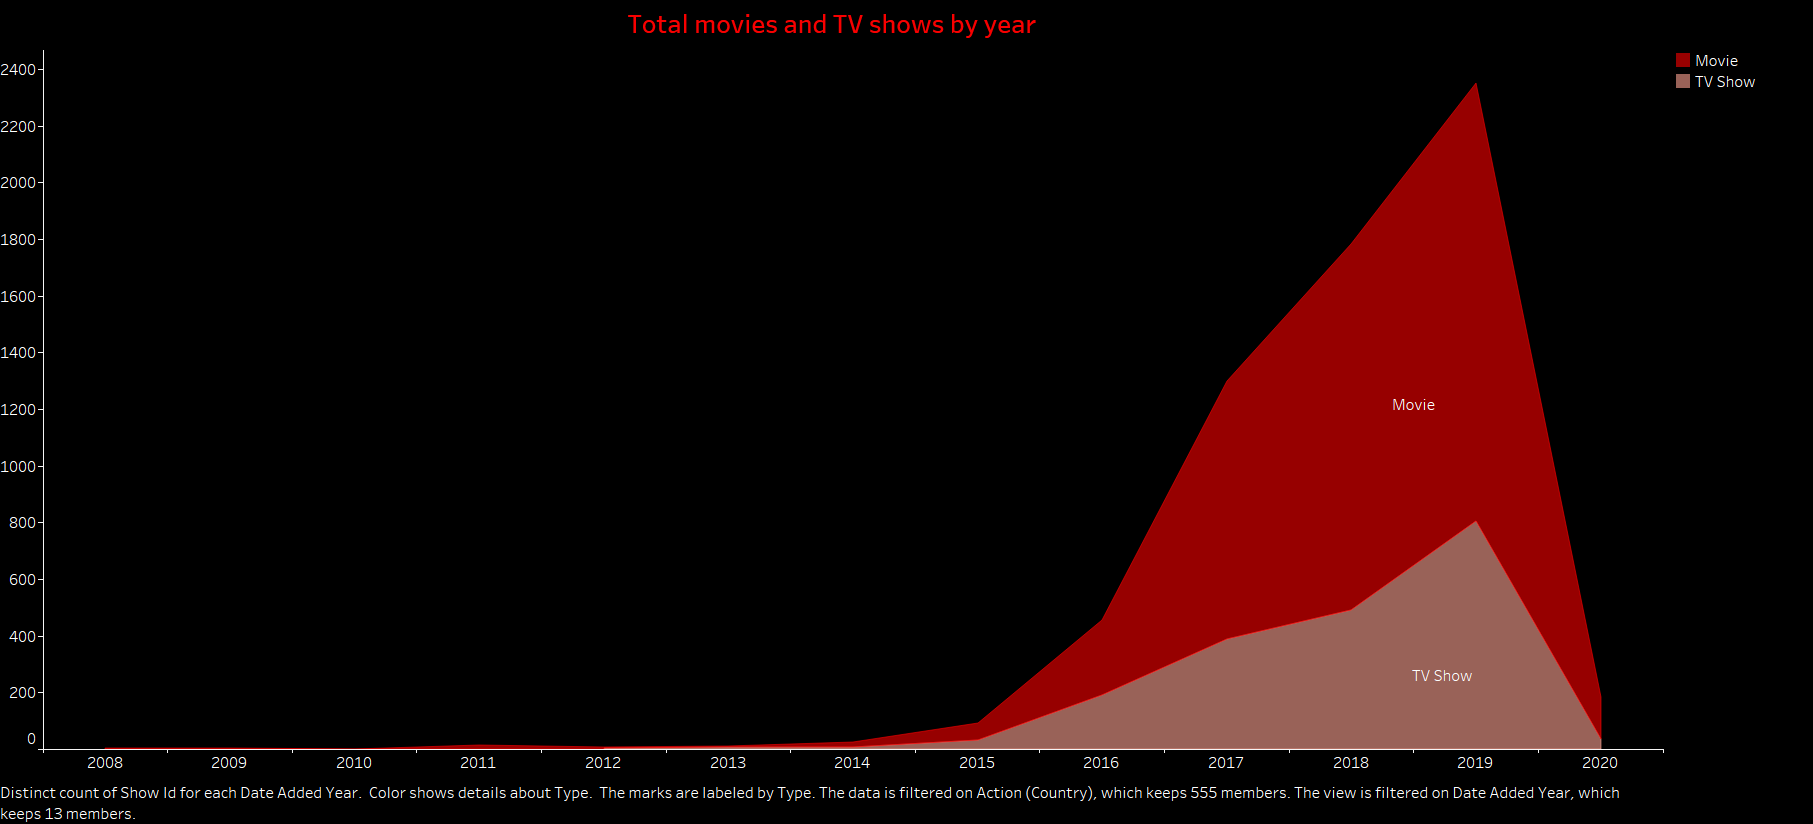 Total movies and TV shows by year
Movie
TV Show
2400
2200
2000
1800
1600
1400
1200
1000
800
600
400
200
0
Movie
TV Show
2008 2009 2010 2011 2012 2013 2014 2015 2016 2017 2018 2019 2020
Distinct count of Show Id for each Date Added Year.  Color shows details about Type.  The marks are labeled by Type. The data is filtered on Action (Country), which keeps 555 members. The view is filtered on Date Added Year, which
keeps 13 members.